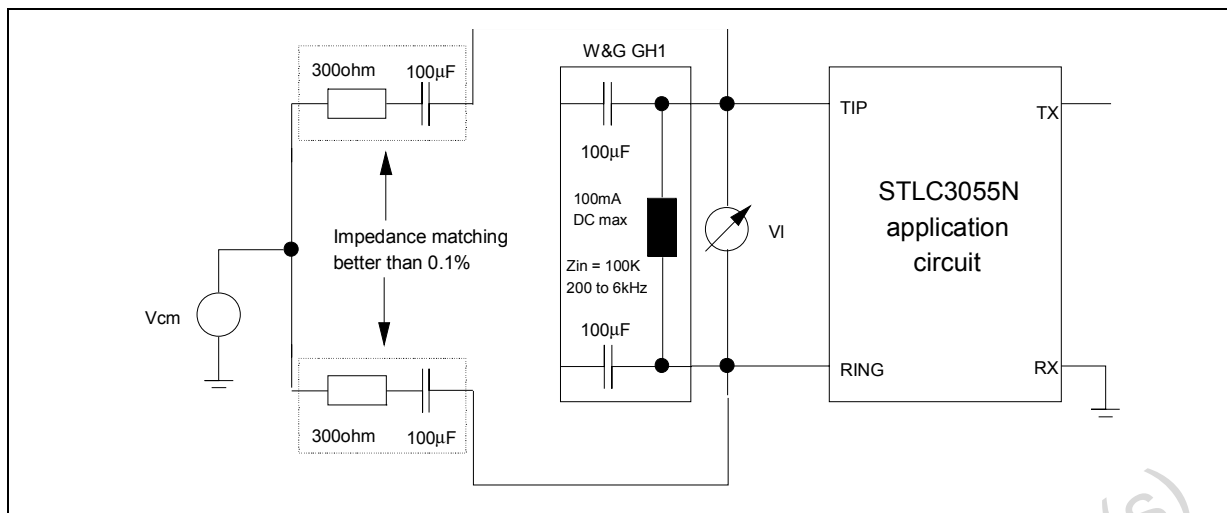 W&G GH1
300ohm 100μF
TIP
TX
100μF
STLC3055N
application
circuit
100mA
DC max
Impedance matching
better than 0.1%
VI
Zin = 100K
200 to 6kHz
Vcm
100μF
RING
RX
300ohm 100μF
(s)